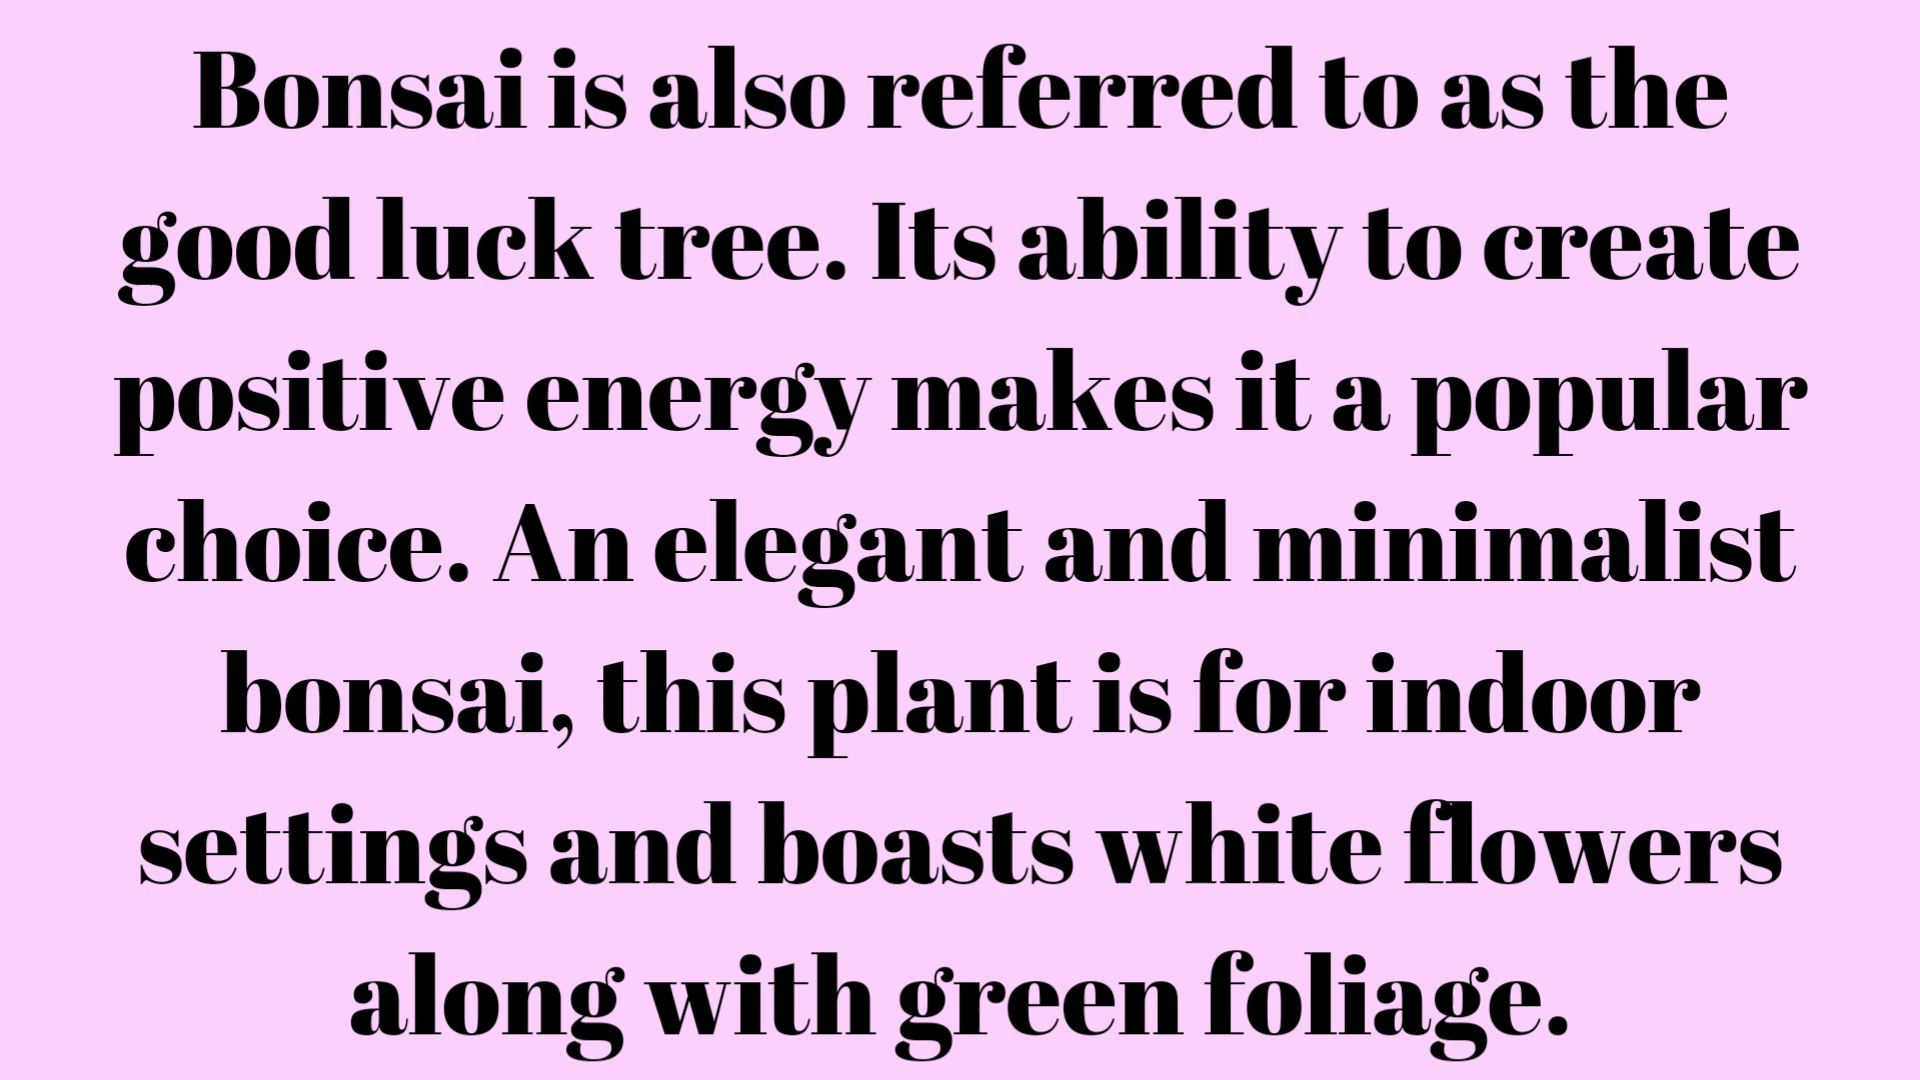 Bonsai is also referred to as the
good luck tree. Its ability to create
positive energy makes it a popular
choice. An elegant and minimalist
bonsai, this plant is for indoor
settings and boasts white flowers
along with green foliage.